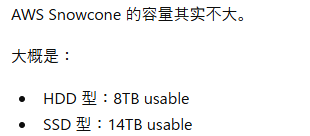 AWS Snowcone 的容量其实不大。
大概是：
• HDD 型：8TB usable
• SSD 型：14TB usable